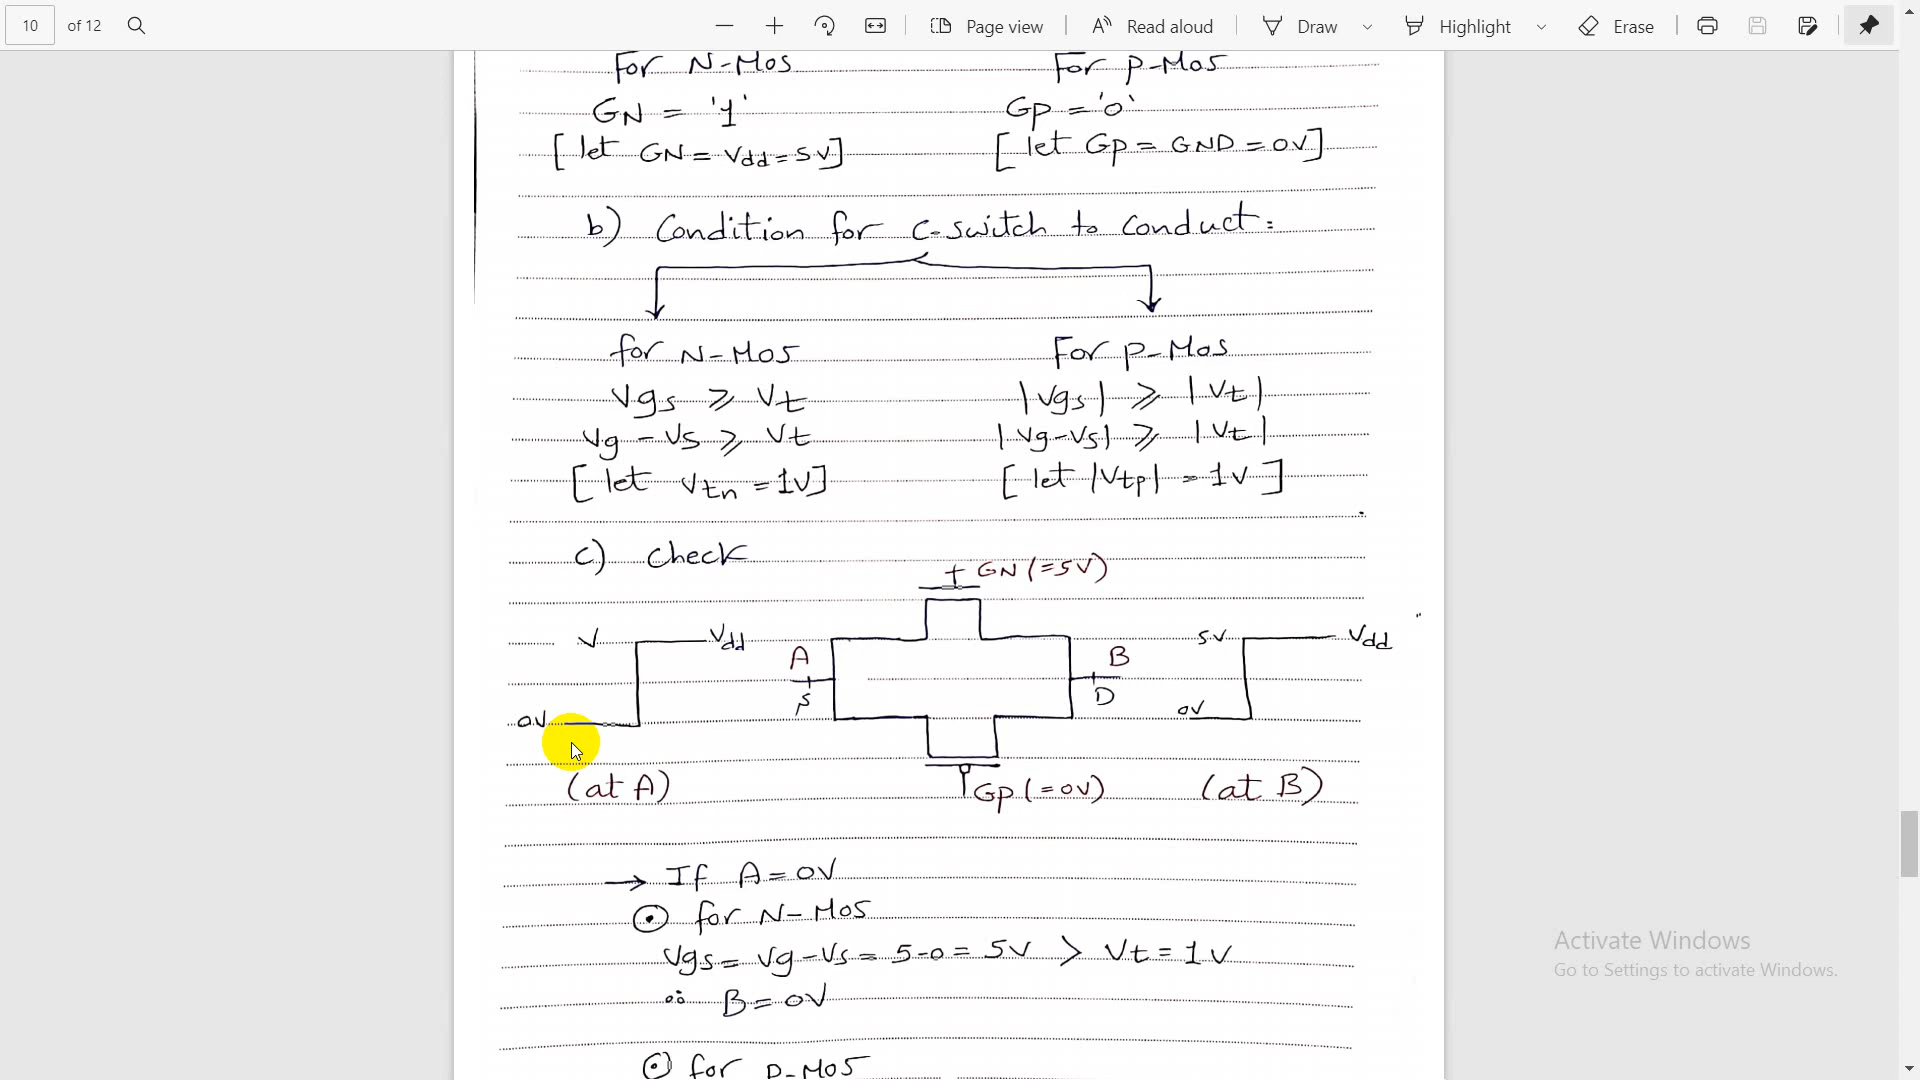 10 of 12 Page view Read aloud Draw Highlight Erase
For N-Mos For P-Mos
GN = '1' Gp = '0'
[let GN = Vdd = 5V] [let Gp = GND = 0V]
b) Condition for C-switch to Conduct:
for N-Mos For P-Mos
Vgs ⩾ Vt |Vgs| ⩾ |Vt|
Vg - Vs ⩾ Vt |Vg-Vs| ⩾ |Vt|
[let Vtn = 1V] [let |Vtp| = 1V]
c) check
GN (=5V)
V Vdd A B 5V Vdd
S D
0V 0V
(at A) Gp (=0V) (at B)
→ If A = 0V
⊙ for N-Mos
Vgs = Vg-Vs = 5-0 = 5V > Vt = 1V
∴ B = 0V
⊙ for P-Mos
Activate Windows
Go to Settings to activate Windows.